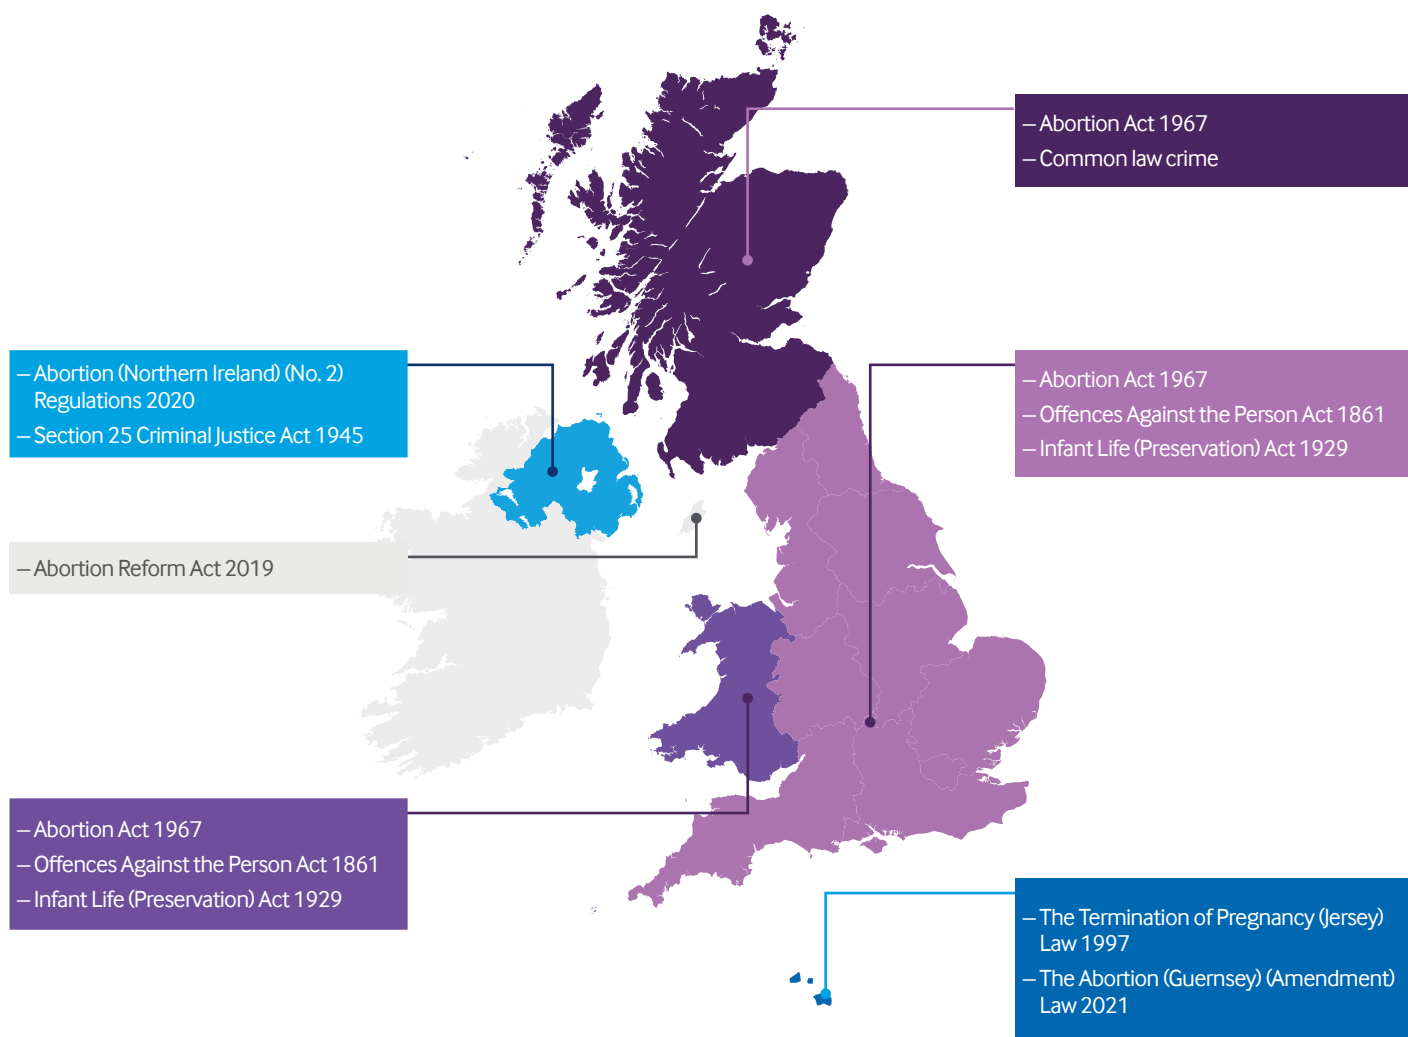 – Abortion Act 1967
– Common law crime
– Abortion (Northern Ireland) (No. 2)
Regulations 2020
– Section 25 Criminal Justice Act 1945
– Abortion Act 1967
– Offences Against the Person Act 1861
– Infant Life (Preservation) Act 1929
– Abortion Reform Act 2019
– Abortion Act 1967
– Offences Against the Person Act 1861
– Infant Life (Preservation) Act 1929
– The Termination of Pregnancy (Jersey)
Law 1997
– The Abortion (Guernsey) (Amendment)
Law 2021